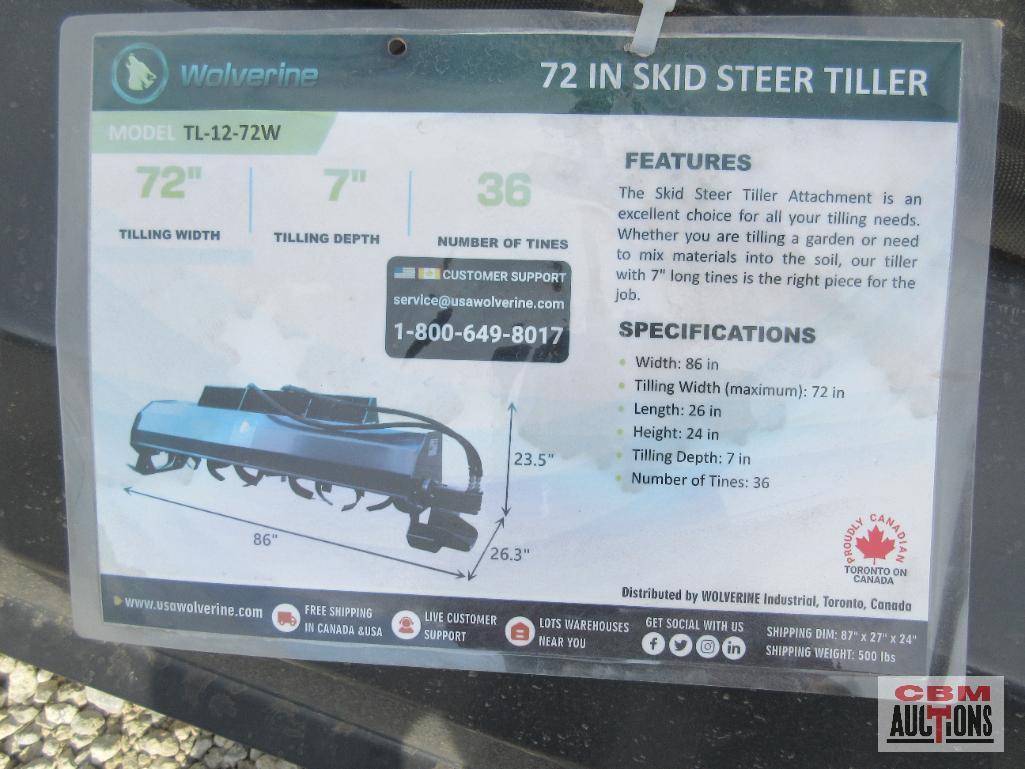 Wolverine
72 IN SKID STEER TILLER
MODEL TL-12-72W
72" 7" 36
TILLING WIDTH TILLING DEPTH NUMBER OF TINES
CUSTOMER SUPPORT
service@usawolverine.com
1-800-649-8017
FEATURES
The Skid Steer Tiller Attachment is an
excellent choice for all your tilling needs.
Whether you are tilling a garden or need
to mix materials into the soil, our tiller
with 7" long tines is the right piece for the
job.
SPECIFICATIONS
Width: 86 in
Tilling Width (maximum): 72 in
Length: 26 in
Height: 24 in
Tilling Depth: 7 in
Number of Tines: 36
23.5"
86"
26.3"
PROUDLY CANADIAN
TORONTO ON
CANADA
Distributed by WOLVERINE Industrial, Toronto, Canada
www.usawolverine.com
FREE SHIPPING
IN CANADA &USA
LIVE CUSTOMER
SUPPORT
LOTS WAREHOUSES
NEAR YOU
GET SOCIAL WITH US
SHIPPING DIM: 87" x 27" x 24"
SHIPPING WEIGHT: 500 lbs
CBM
AUCTIONS